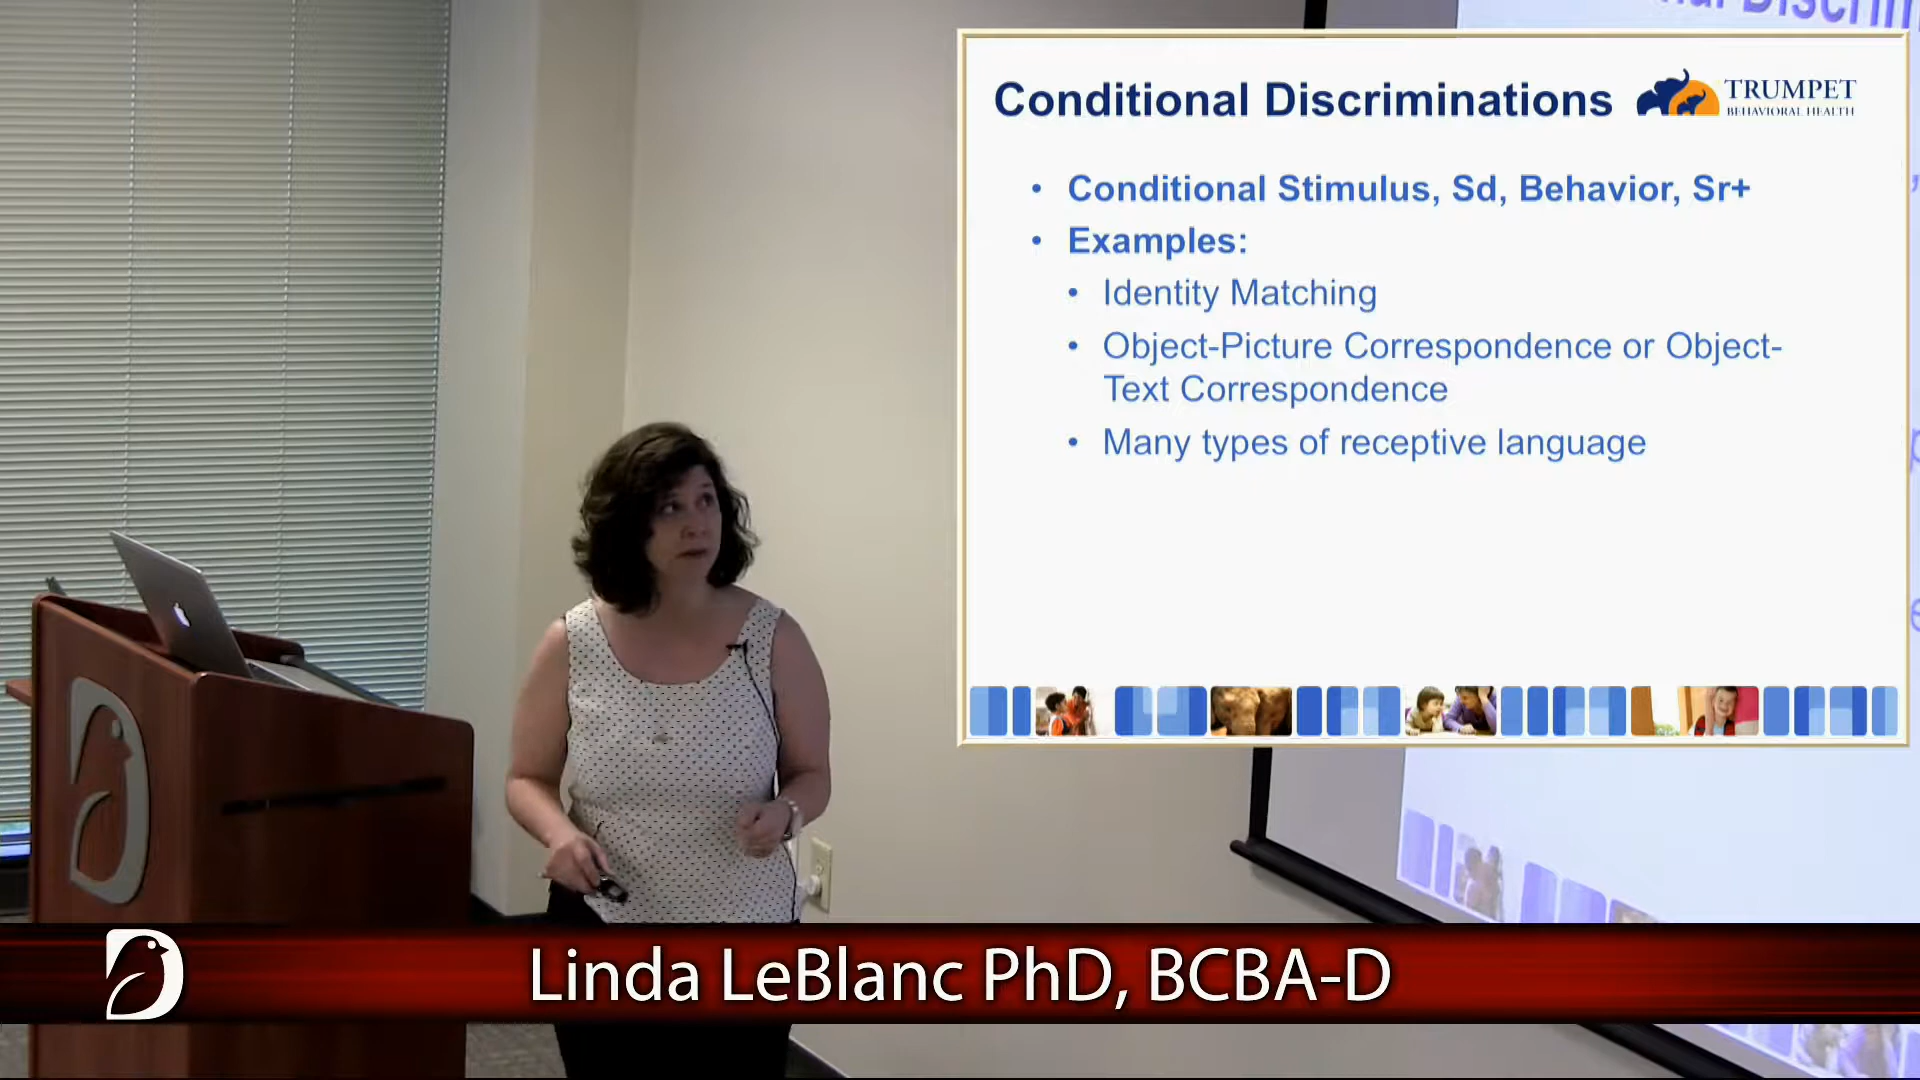 Conditional Discriminations
TRUMPET
BEHAVIORAL HEALTH
• Conditional Stimulus, Sd, Behavior, Sr+
• Examples:
• Identity Matching
• Object-Picture Correspondence or Object-
Text Correspondence
• Many types of receptive language
Linda LeBlanc PhD, BCBA-D